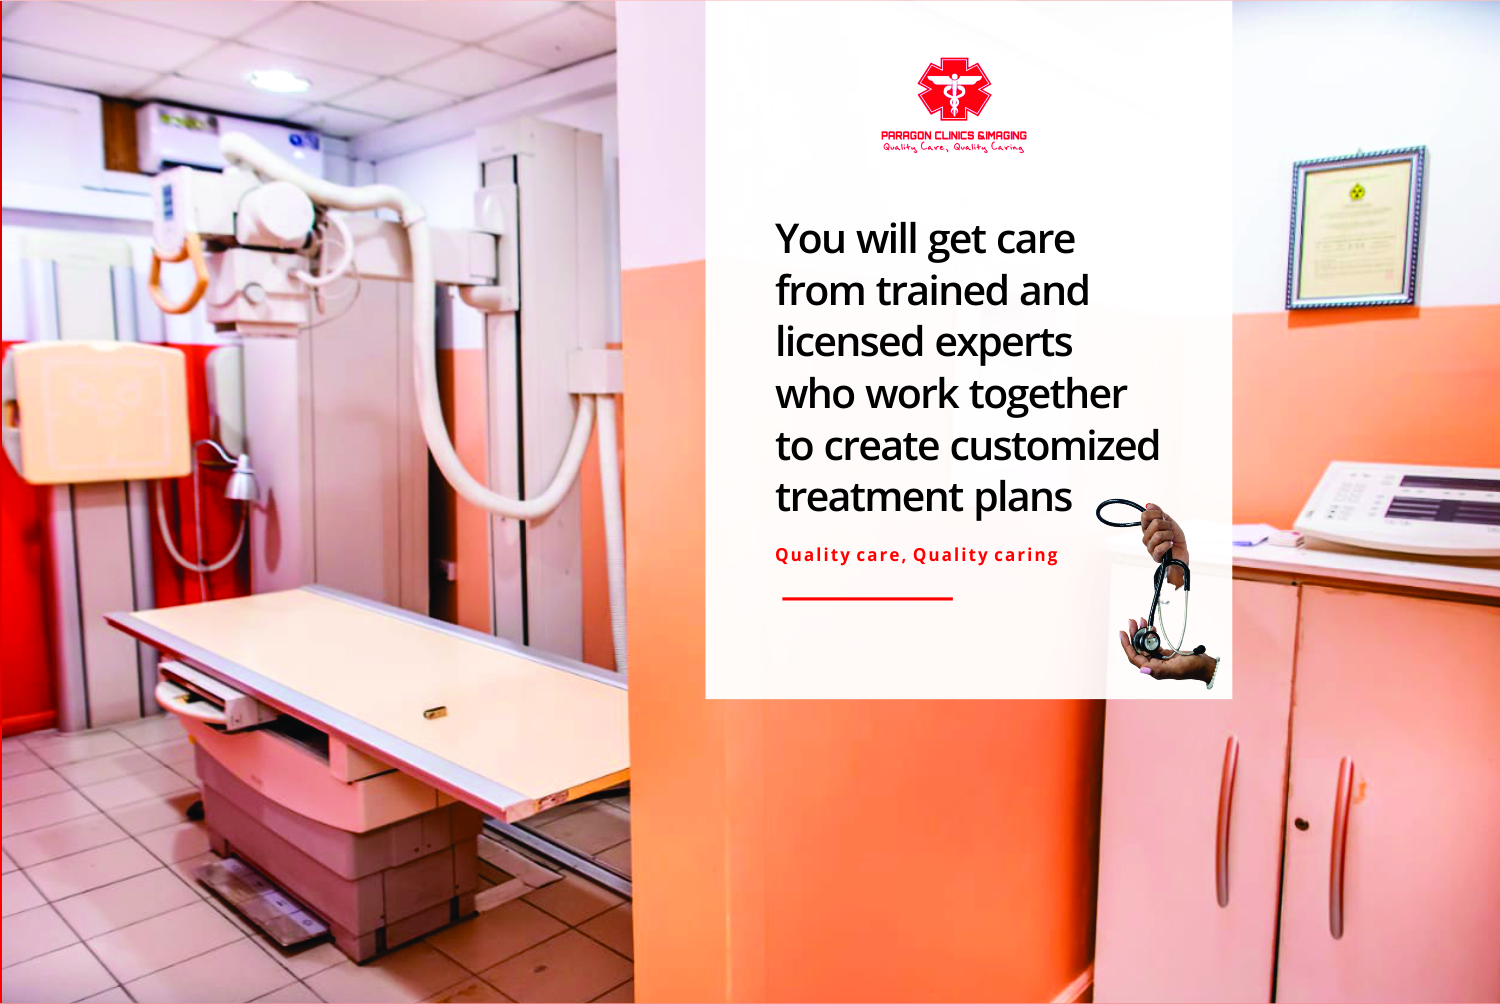 PARAGON CLINICS &IMAGING
Quality Care, Quality Caring
You will get care
from trained and
licensed experts
who work together
to create customized
treatment plans
Quality care, Quality caring